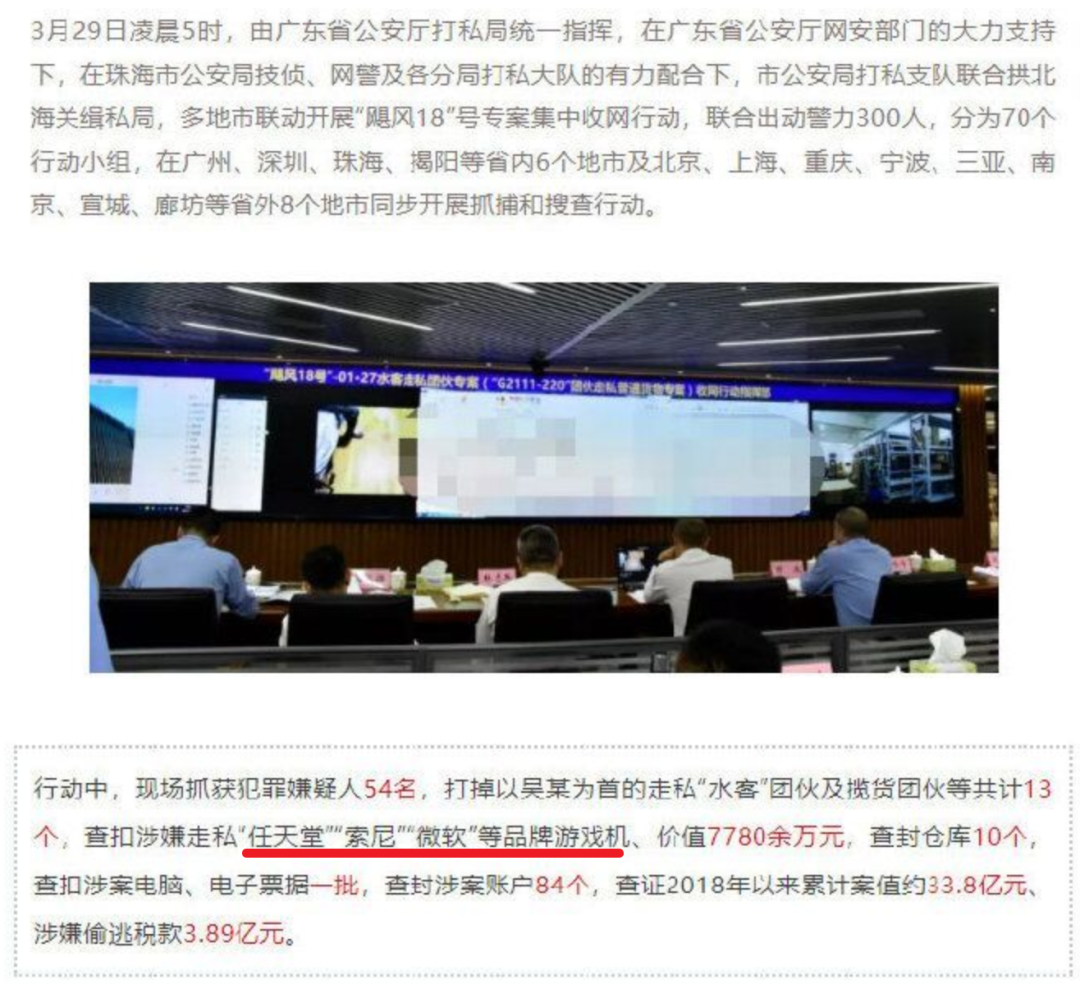 3月29日凌晨5时，由广东省公安厅打私局统一指挥，在广东省公安厅网安部门的大力支持
下，在珠海市公安局技侦、网警及各分局打私大队的有力配合下，市公安局打私支队联合拱北
海关缉私局，多地市联动开展“飓风18”号专案集中收网行动，联合出动警力300人，分为70个
行动小组，在广州、深圳、珠海、揭阳等省内6个地市及北京、上海、重庆、宁波、三亚、南
京、宣城、廊坊等省外8个地市同步开展抓捕和搜查行动。
“飓风18号”-01·27水客走私团伙专案（“G2111-220”团伙走私普通货物专案）收网行动指挥部
行动中，现场抓获犯罪嫌疑人54名，打掉以吴某为首的走私“水客”团伙及揽货团伙等共计13
个，查扣涉嫌走私“任天堂”“索尼”“微软”等品牌游戏机、价值7780余万元，查封仓库10个，
查扣涉案电脑、电子票据一批，查封涉案账户84个，查证2018年以来累计案值约33.8亿元、
涉嫌偷逃税款3.89亿元。